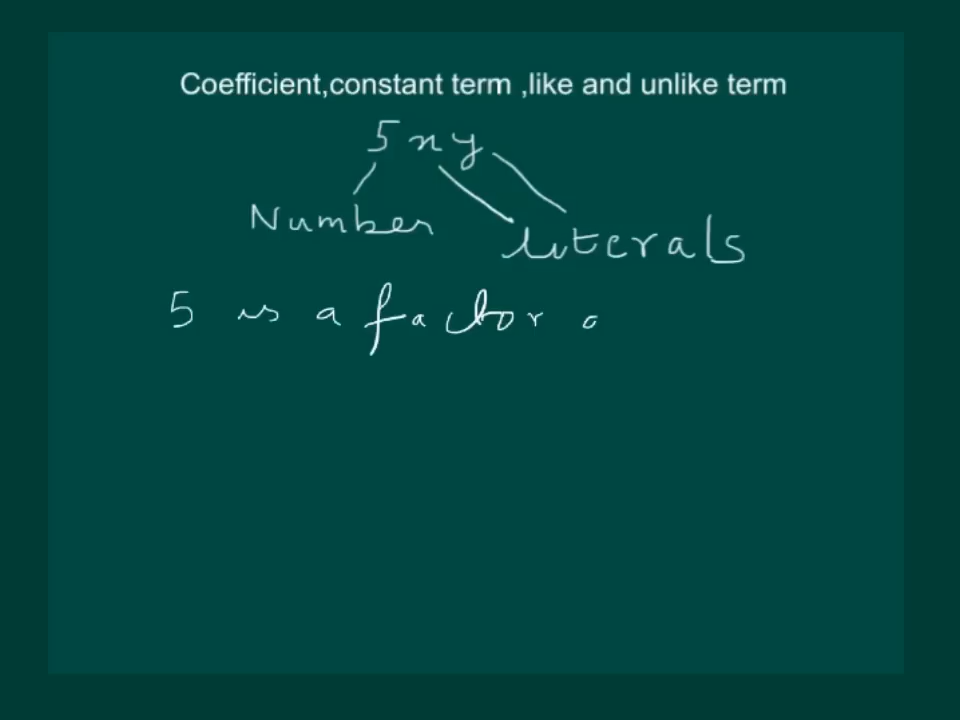 Coefficient,constant term ,like and unlike term
5xy
Number literals
5 is a factor o